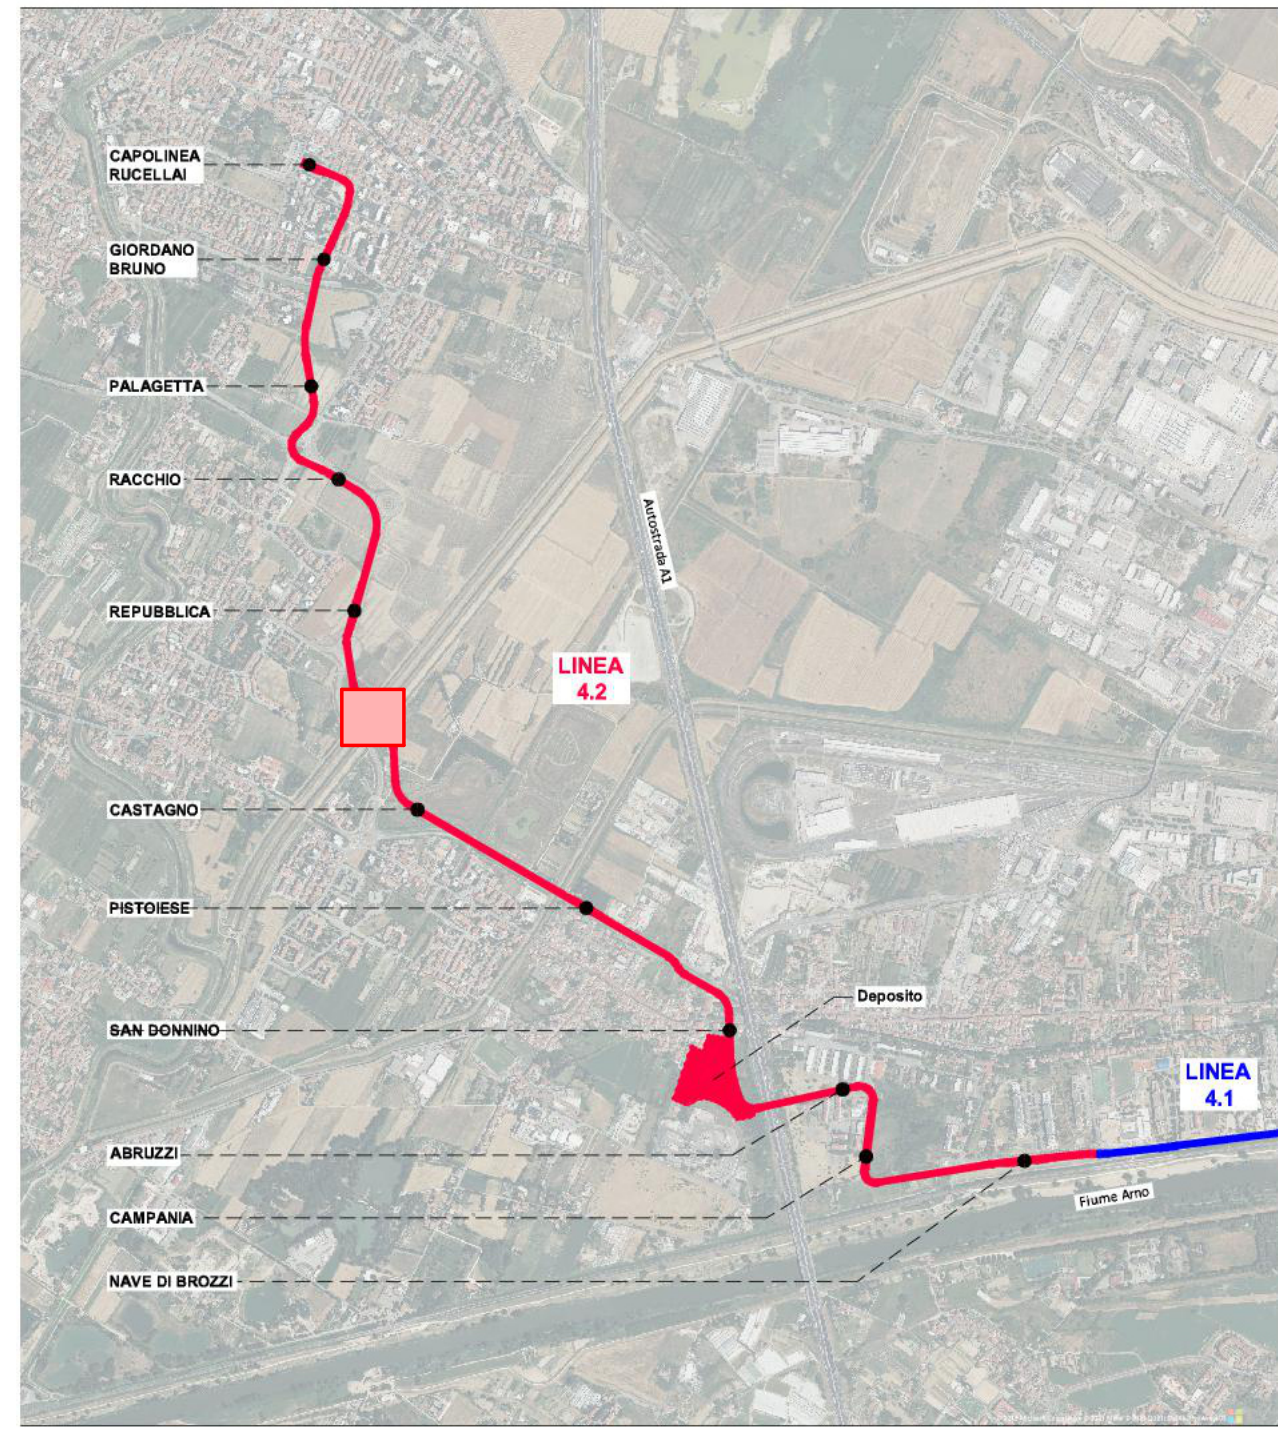 CAPOLINEA
RUCELLAI
GIORDANO
BRUNO
PALAGETTA
RACCHIO
Autostrada A1
REPUBBLICA
LINEA
4.2
CASTAGNO
PISTOIESE
Deposito
SAN DONNINO
LINEA
4.1
ABRUZZI
Fiume Arno
CAMPANIA
NAVE DI BROZZI